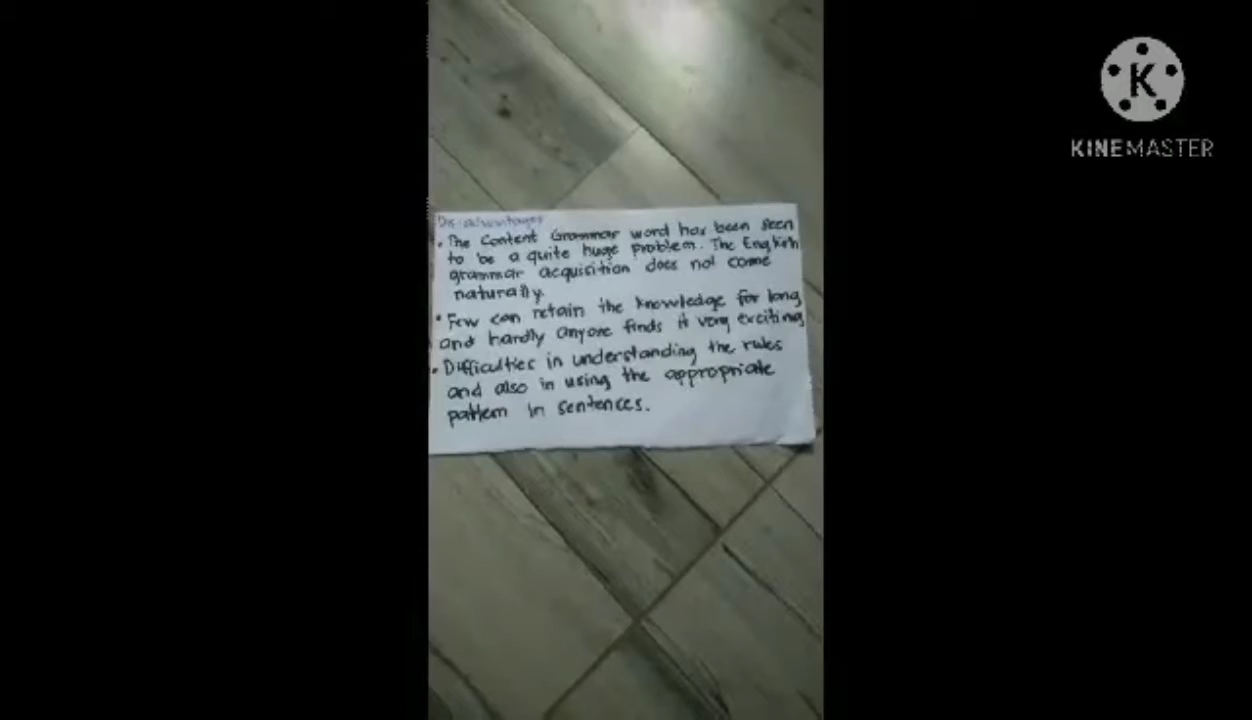 Disadvantages
• The Content Grammar word has been seen
to be a quite huge problem. The English
grammar acquisition does not come
naturally.
• Few can retain the knowledge for long
and hardly anyone finds it very exciting
• Difficulties in understanding the rules
and also in using the appropriate
pattern in sentences.
K
KINEMASTER